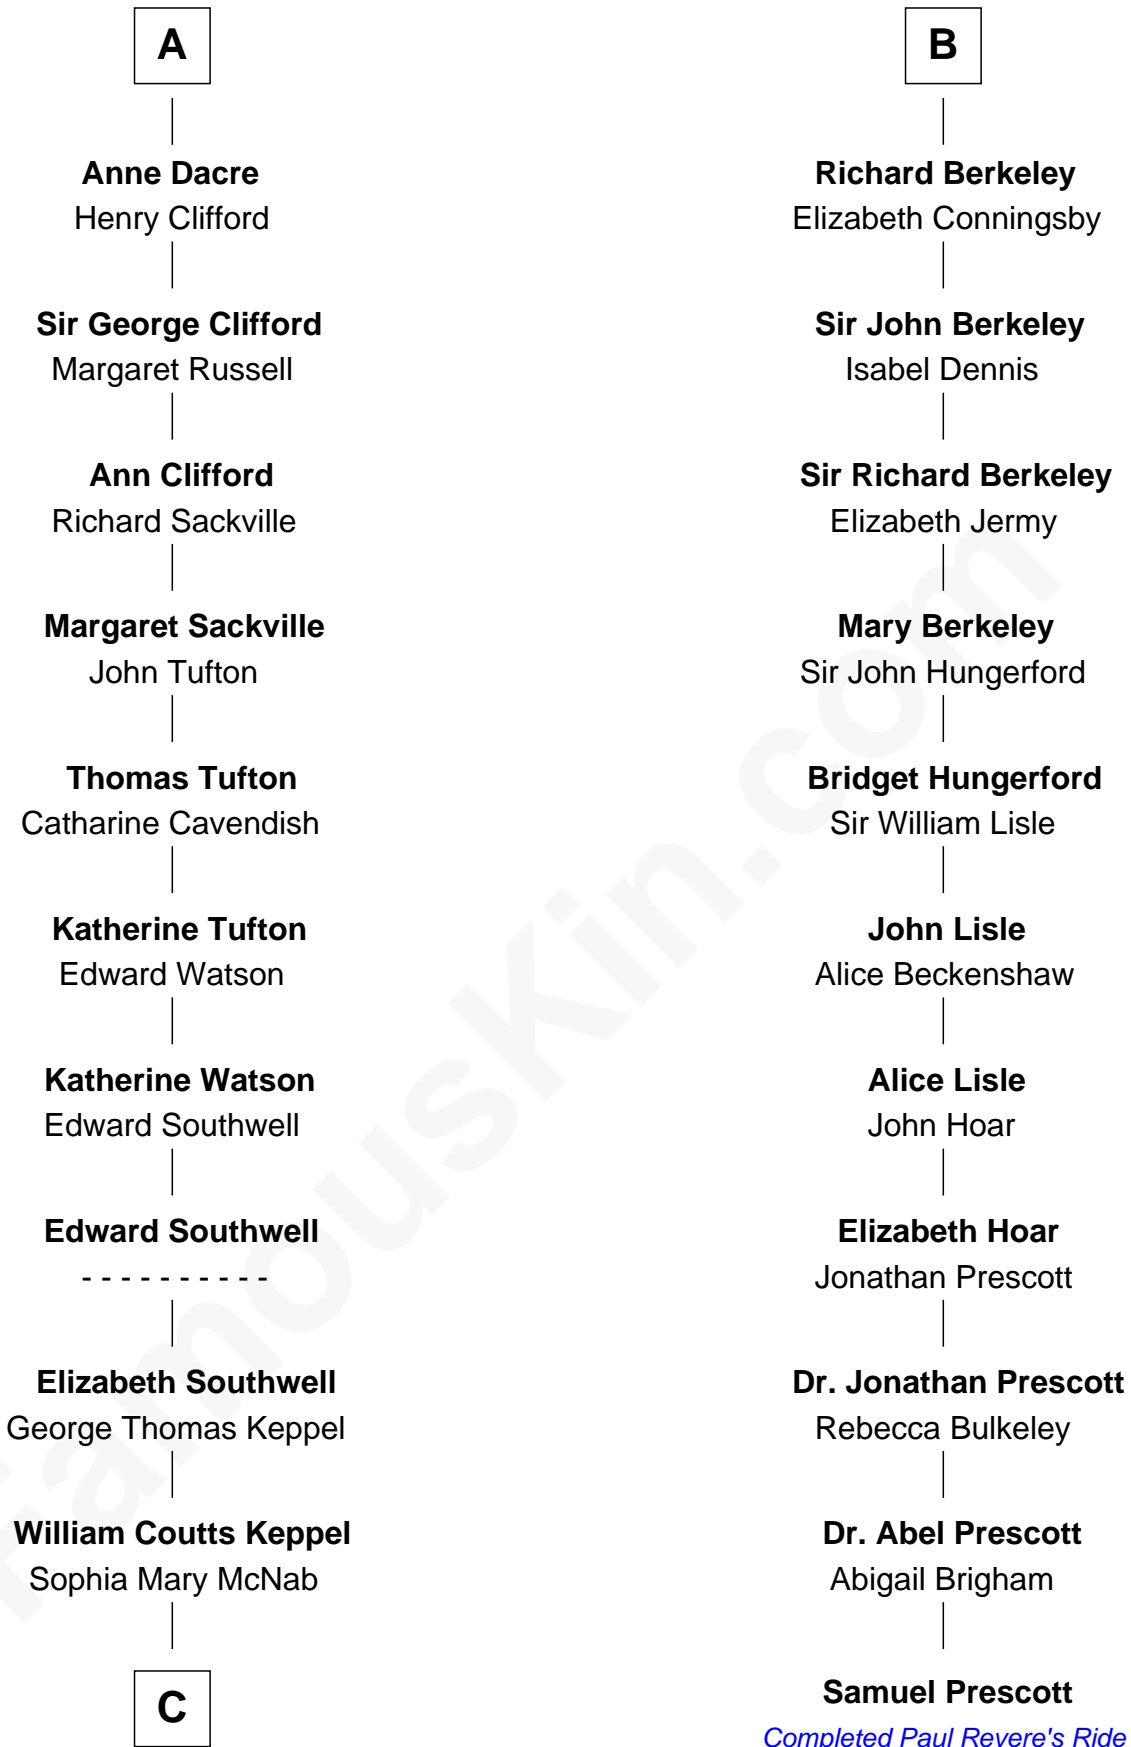 A
Anne Dacre
Henry Clifford
Sir George Clifford
Margaret Russell
Ann Clifford
Richard Sackville
Margaret Sackville
John Tufton
Thomas Tufton
Catharine Cavendish
Katherine Tufton
Edward Watson
Katherine Watson
Edward Southwell
Edward Southwell
- - - - - - - - - -
Elizabeth Southwell
George Thomas Keppel
William Coutts Keppel
Sophia Mary McNab
C
B
Richard Berkeley
Elizabeth Conningsby
Sir John Berkeley
Isabel Dennis
Sir Richard Berkeley
Elizabeth Jermy
Mary Berkeley
Sir John Hungerford
Bridget Hungerford
Sir William Lisle
John Lisle
Alice Beckenshaw
Alice Lisle
John Hoar
Elizabeth Hoar
Jonathan Prescott
Dr. Jonathan Prescott
Rebecca Bulkeley
Dr. Abel Prescott
Abigail Brigham
Samuel Prescott
Completed Paul Revere's Ride
FamousKin.com